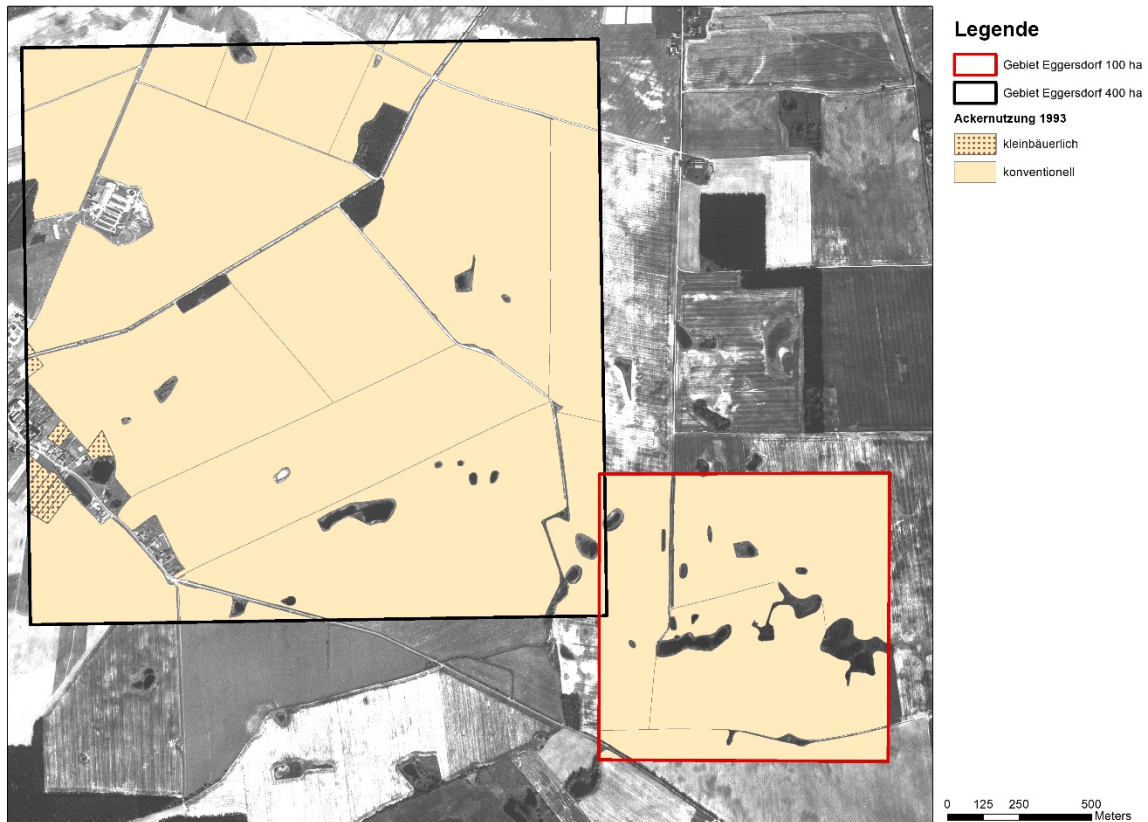 Legende
Gebiet Eggersdorf 100 ha
Gebiet Eggersdorf 400 ha
Ackernutzung 1993
kleinbäuerlich
konventionell
0 125 250 500
Meters